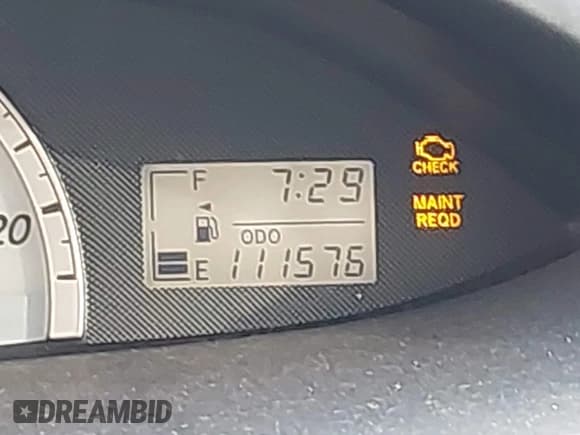 F 7:29
ODO
E 111576
CHECK
MAINT
REQD
20
DREAMBID